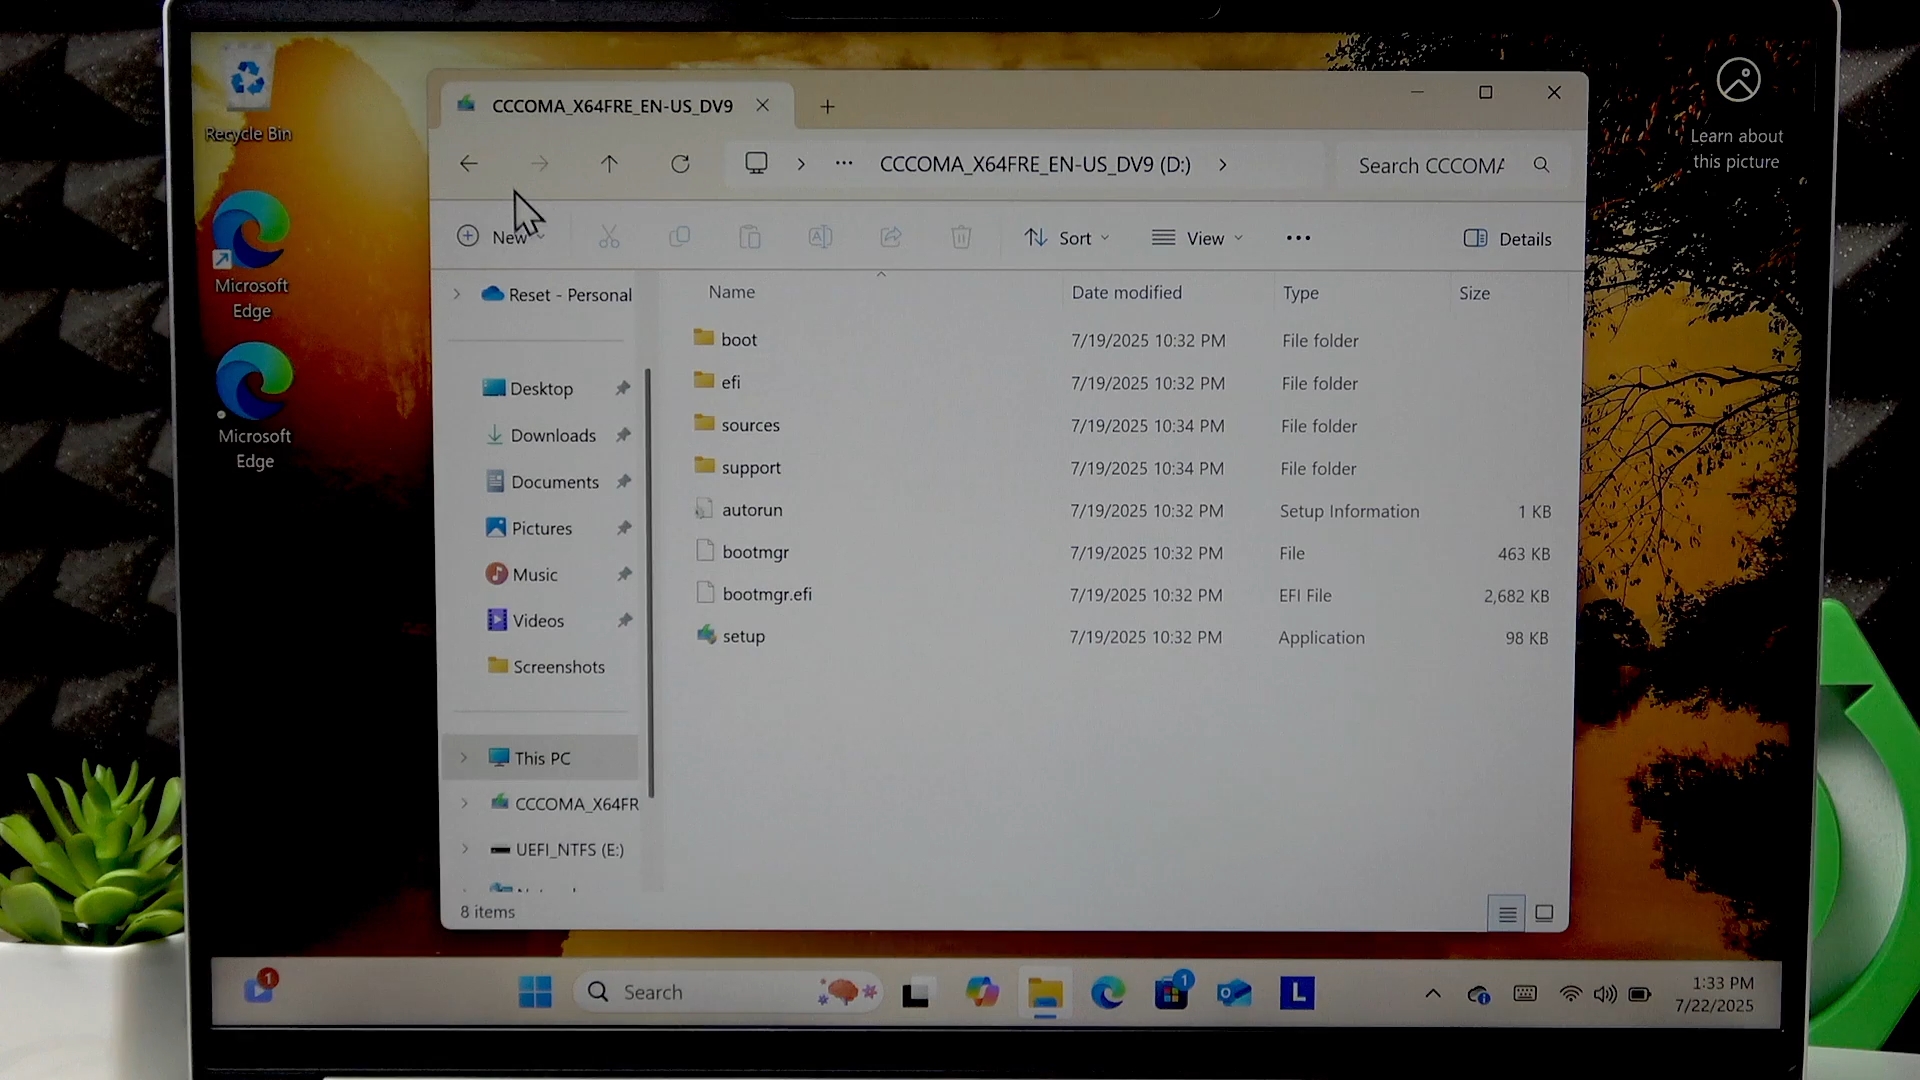 Recycle Bin
Microsoft
Edge
Microsoft
Edge
Learn about
this picture
CCCOMA_X64FRE_EN-US_DV9
CCCOMA_X64FRE_EN-US_DV9 (D:)
Search CCCOMA
New
Sort
View
Details
Reset - Personal
Desktop
Downloads
Documents
Pictures
Music
Videos
Screenshots
This PC
CCCOMA_X64FR
UEFI_NTFS (E:)
Name Date modified Type Size
boot 7/19/2025 10:32 PM File folder
efi 7/19/2025 10:32 PM File folder
sources 7/19/2025 10:34 PM File folder
support 7/19/2025 10:34 PM File folder
autorun 7/19/2025 10:32 PM Setup Information 1 KB
bootmgr 7/19/2025 10:32 PM File 463 KB
bootmgr.efi 7/19/2025 10:32 PM EFI File 2,682 KB
setup 7/19/2025 10:32 PM Application 98 KB
8 items
1
Search
1
L
1:33 PM
7/22/2025